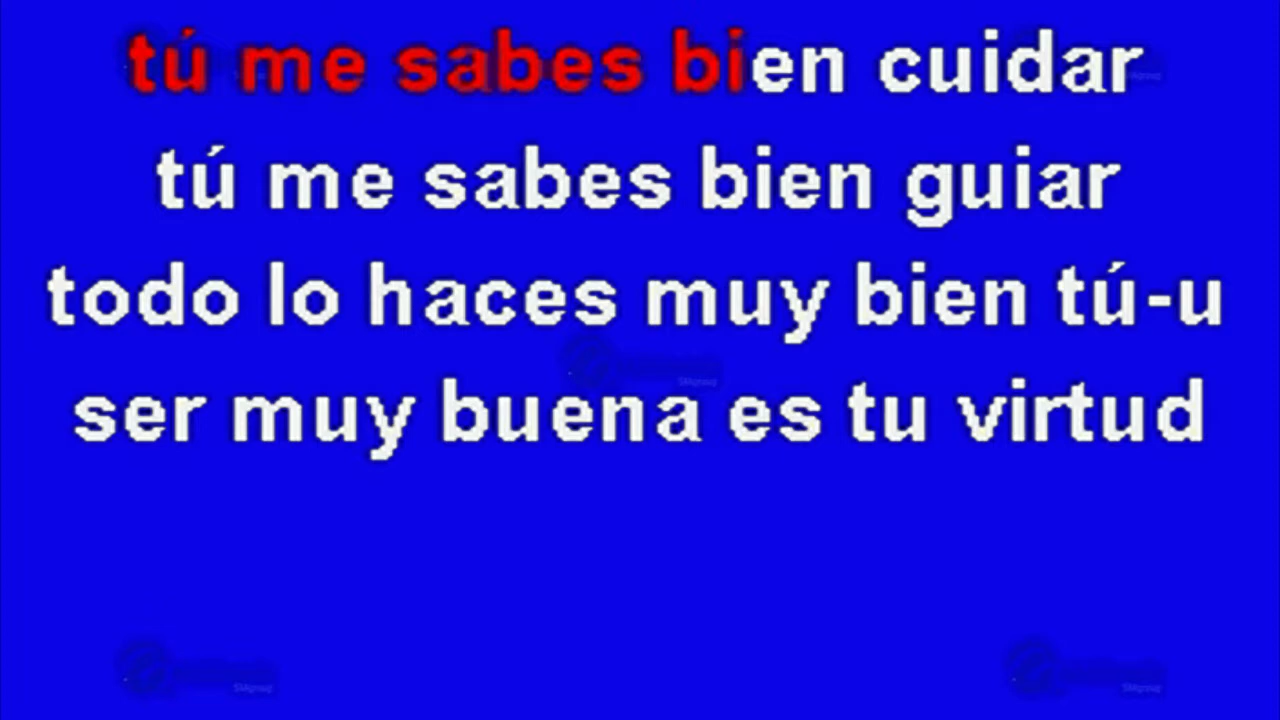 tú me sabes bien cuidar
tú me sabes bien guiar
todo lo haces muy bien tú-u
ser muy buena es tu virtud